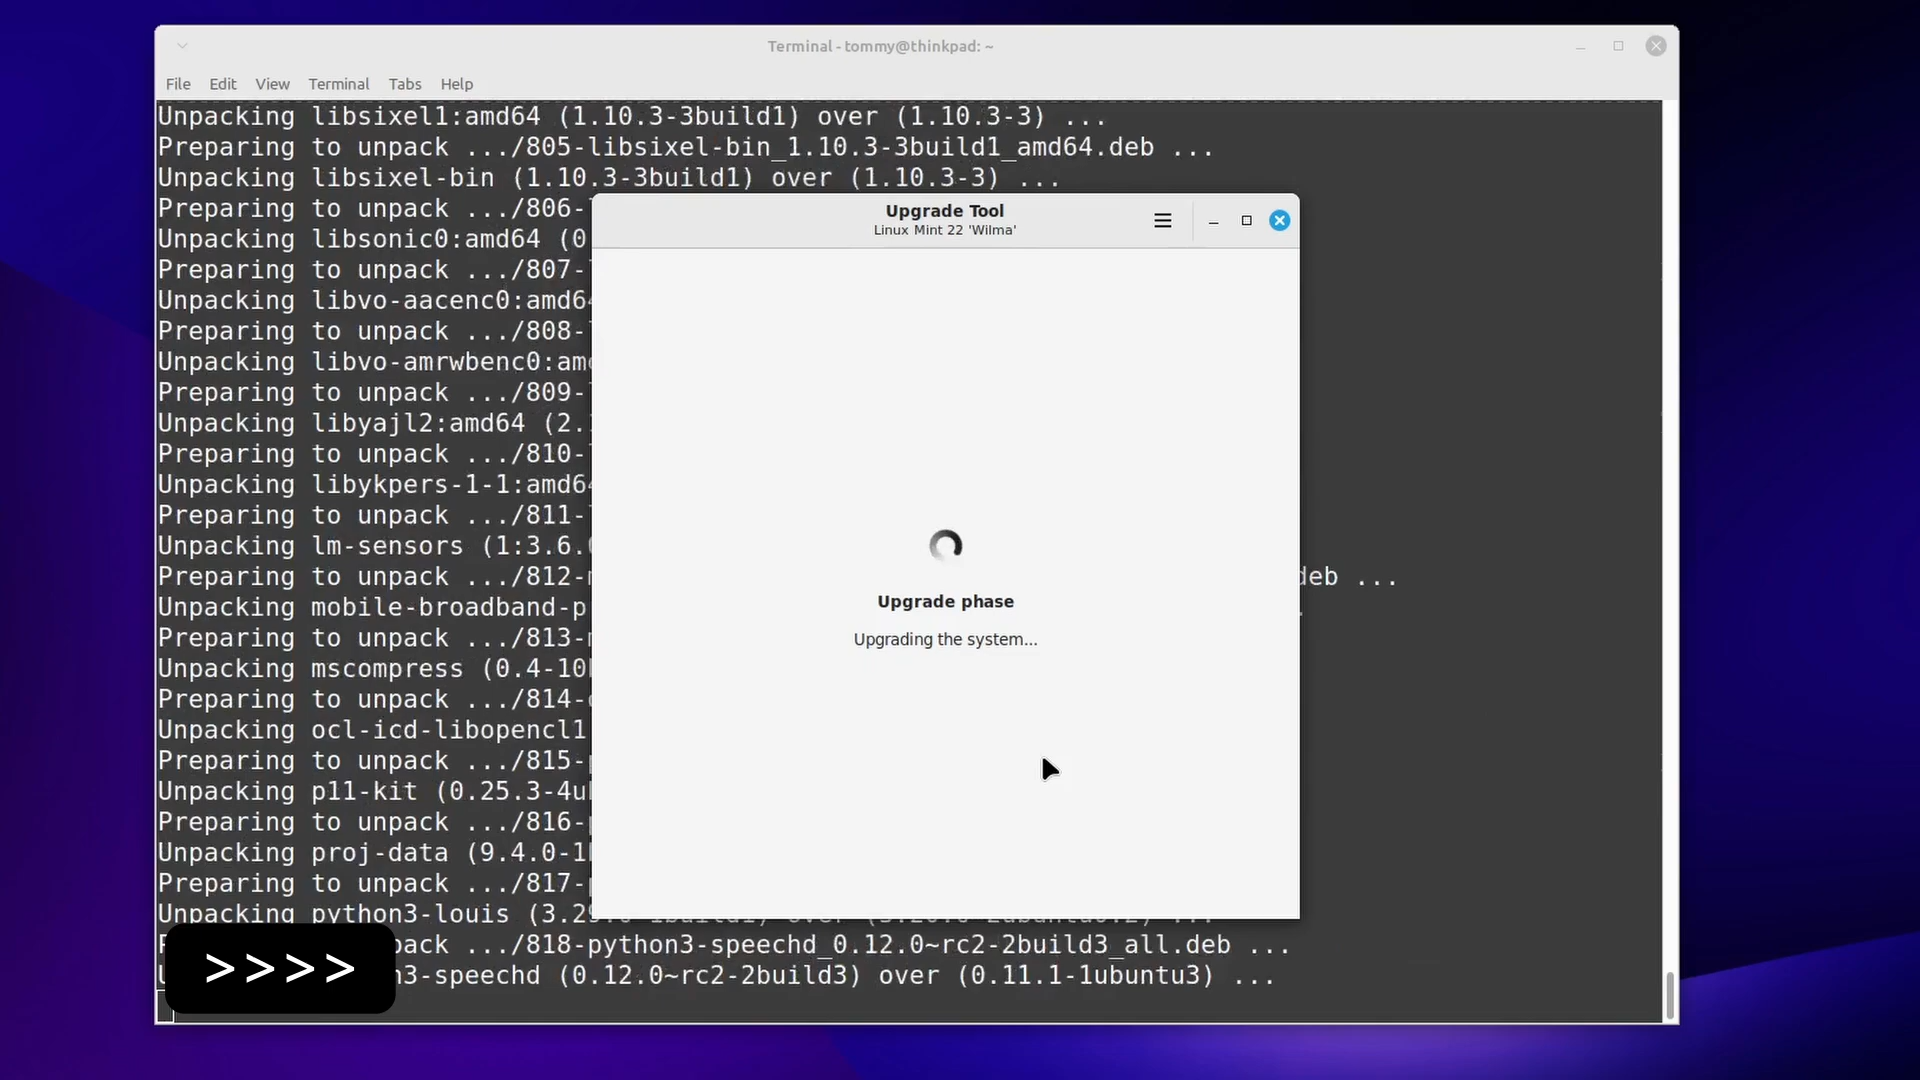 Terminal - tommy@thinkpad: ~
File Edit View Terminal Tabs Help
Unpacking libsixel1:amd64 (1.10.3-3build1) over (1.10.3-3) ...
Preparing to unpack .../805-libsixel-bin_1.10.3-3build1_amd64.deb ...
Unpacking libsixel-bin (1.10.3-3build1) over (1.10.3-3) ...
Preparing to unpack .../806-
Unpacking libsonic0:amd64 (0
Preparing to unpack .../807-
Unpacking libvo-aacenc0:amd64
Preparing to unpack .../808-
Unpacking libvo-amrwbenc0:am
Preparing to unpack .../809-
Unpacking libyajl2:amd64 (2.
Preparing to unpack .../810-
Unpacking libykpers-1-1:amd64
Preparing to unpack .../811-
Unpacking lm-sensors (1:3.6.
Preparing to unpack .../812- deb ...
Unpacking mobile-broadband-p
Preparing to unpack .../813-
Unpacking mscompress (0.4-10
Preparing to unpack .../814-
Unpacking ocl-icd-libopencl1
Preparing to unpack .../815-
Unpacking p11-kit (0.25.3-4u
Preparing to unpack .../816-
Unpacking proj-data (9.4.0-1
Preparing to unpack .../817-
Unpacking python3-louis (3.29.0-1build1) over
pack .../818-python3-speechd_0.12.0~rc2-2build3_all.deb ...
n3-speechd (0.12.0~rc2-2build3) over (0.11.1-1ubuntu3) ...
Upgrade Tool
Linux Mint 22 'Wilma'
Upgrade phase
Upgrading the system...
>>>>